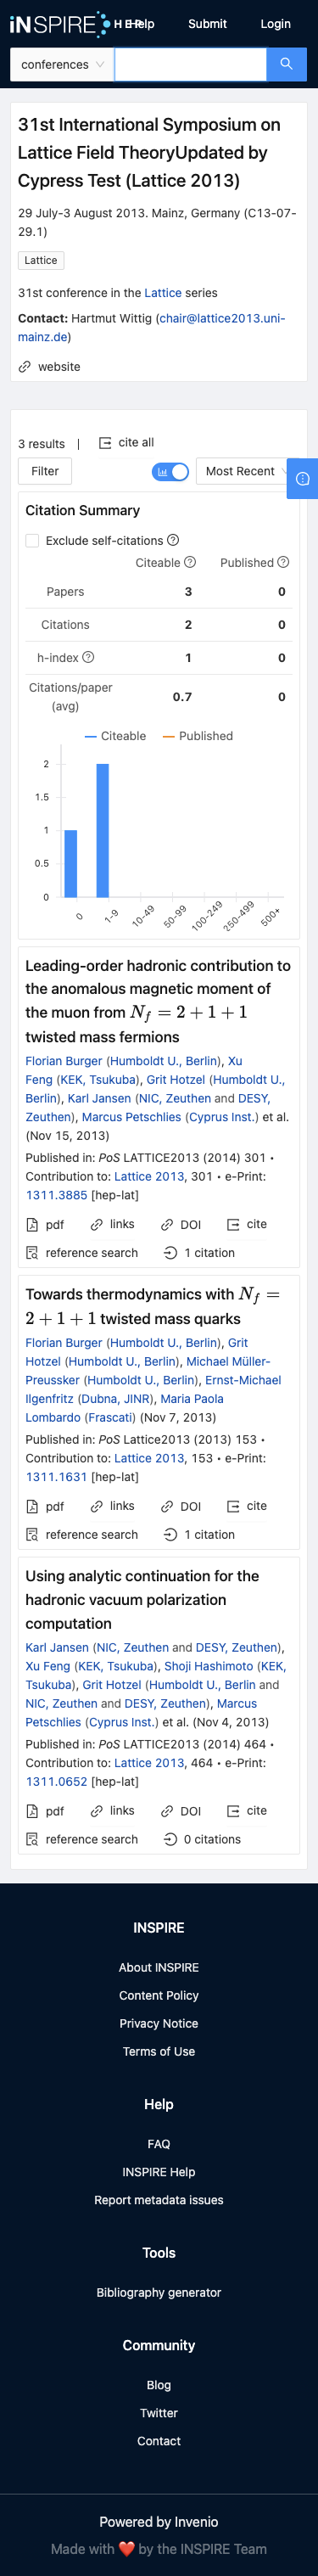 iNSPIRE HEP Help Submit Login
conferences
31st International Symposium on
Lattice Field TheoryUpdated by
Cypress Test (Lattice 2013)
29 July-3 August 2013. Mainz, Germany (C13-07-
29.1)
Lattice
31st conference in the Lattice series
Contact: Hartmut Wittig (chair@lattice2013.uni-
mainz.de)
website
3 results | cite all
Filter Most Recent
Citation Summary
Exclude self-citations
Citeable Published
Papers 3 0
Citations 2 0
h-index 1 0
Citations/paper
(avg) 0.7 0
Citeable Published
2
1.5
1
0.5
0
0 1-9 10-49 50-99 100-249 250-499 500+
Leading-order hadronic contribution to
the anomalous magnetic moment of
the muon from N_f = 2 + 1 + 1
twisted mass fermions
Florian Burger (Humboldt U., Berlin), Xu
Feng (KEK, Tsukuba), Grit Hotzel (Humboldt U.,
Berlin), Karl Jansen (NIC, Zeuthen and DESY,
Zeuthen), Marcus Petschlies (Cyprus Inst.) et al.
(Nov 15, 2013)
Published in: PoS LATTICE2013 (2014) 301 •
Contribution to: Lattice 2013, 301 • e-Print:
1311.3885 [hep-lat]
pdf links DOI cite
reference search 1 citation
Towards thermodynamics with N_f =
2 + 1 + 1 twisted mass quarks
Florian Burger (Humboldt U., Berlin), Grit
Hotzel (Humboldt U., Berlin), Michael Müller-
Preussker (Humboldt U., Berlin), Ernst-Michael
Ilgenfritz (Dubna, JINR), Maria Paola
Lombardo (Frascati) (Nov 7, 2013)
Published in: PoS Lattice2013 (2013) 153 •
Contribution to: Lattice 2013, 153 • e-Print:
1311.1631 [hep-lat]
pdf links DOI cite
reference search 1 citation
Using analytic continuation for the
hadronic vacuum polarization
computation
Karl Jansen (NIC, Zeuthen and DESY, Zeuthen),
Xu Feng (KEK, Tsukuba), Shoji Hashimoto (KEK,
Tsukuba), Grit Hotzel (Humboldt U., Berlin and
NIC, Zeuthen and DESY, Zeuthen), Marcus
Petschlies (Cyprus Inst.) et al. (Nov 4, 2013)
Published in: PoS LATTICE2013 (2014) 464 •
Contribution to: Lattice 2013, 464 • e-Print:
1311.0652 [hep-lat]
pdf links DOI cite
reference search 0 citations
INSPIRE
About INSPIRE
Content Policy
Privacy Notice
Terms of Use
Help
FAQ
INSPIRE Help
Report metadata issues
Tools
Bibliography generator
Community
Blog
Twitter
Contact
Powered by Invenio
Made with ❤️ by the INSPIRE Team